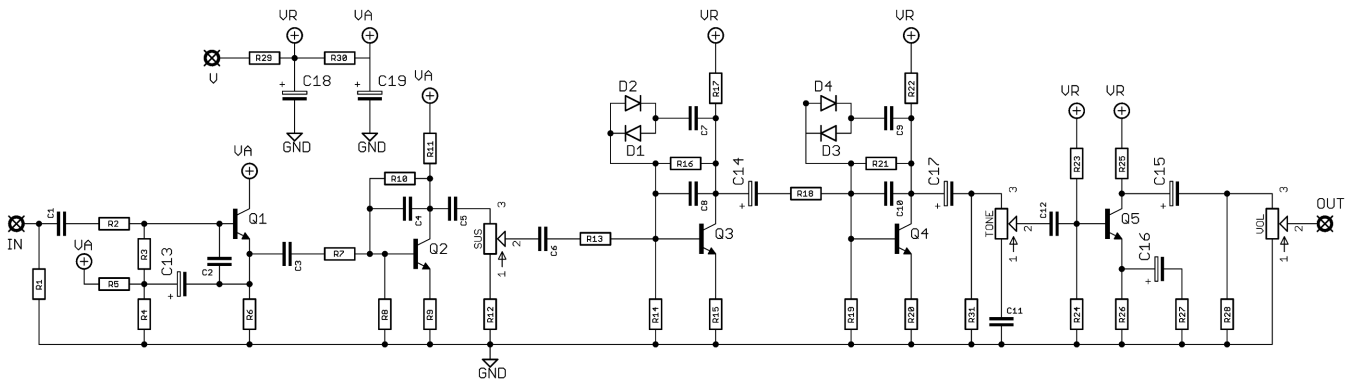 VR
VA
VR
VR
R29
R30
V
+
C18
+
C19
GND
GND
VA
R11
D2
D1
C7
R17
D4
D3
C9
R22
VR
VR
R10
R16
R21
R23
R25
VA
C4
C5
C8
C14
+
R18
C10
C17
+
C15
+
IN
C1
R2
Q1
VA
R3
C13
+
C2
C3
R7
Q2
SUS
3
2
1
C6
R13
Q3
Q4
TONE
3
2
1
C12
Q5
C16
+
VOL
3
2
1
OUT
R1
R5
R4
R6
R8
R9
R12
R14
R15
R19
R20
R31
C11
R24
R26
R27
R28
GND